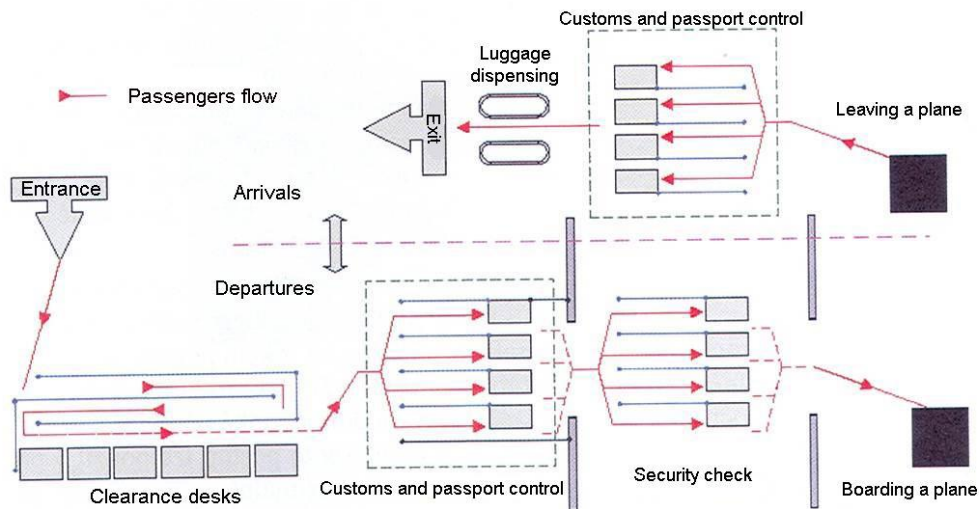 Customs and passport control
Luggage
dispensing
Passengers flow
Exit
Leaving a plane
Entrance
Arrivals
Departures
Clearance desks
Customs and passport control
Security check
Boarding a plane